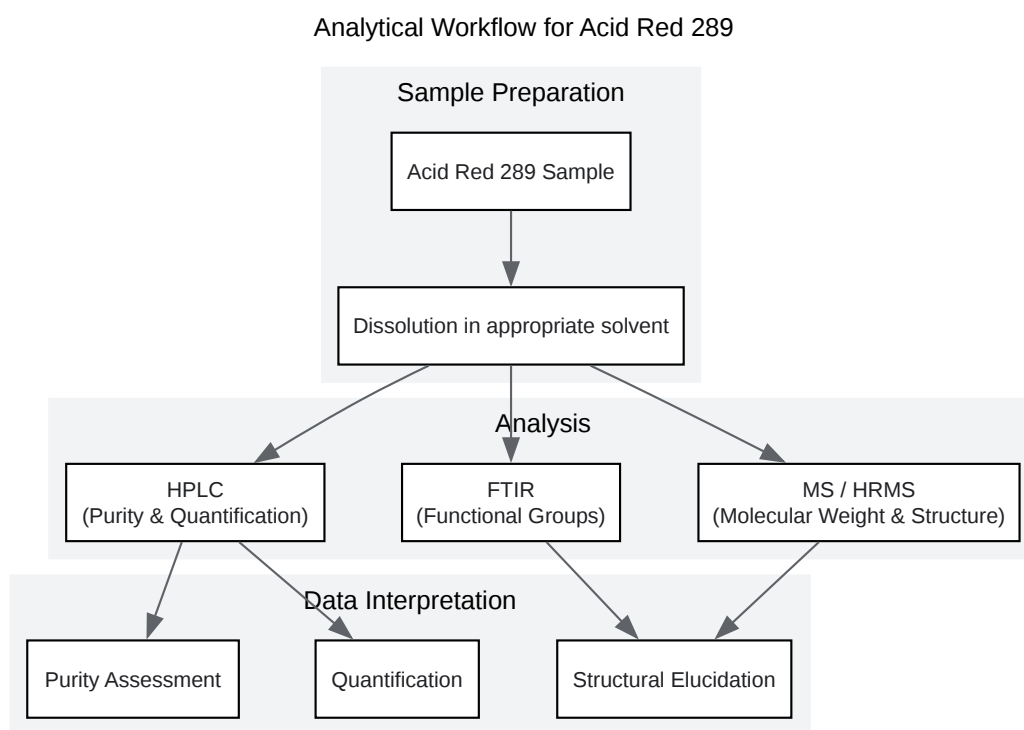 Analytical Workflow for Acid Red 289
Sample Preparation
Acid Red 289 Sample
Dissolution in appropriate solvent
Analysis
HPLC
(Purity & Quantification)
FTIR
(Functional Groups)
MS / HRMS
(Molecular Weight & Structure)
Data Interpretation
Purity Assessment
Quantification
Structural Elucidation